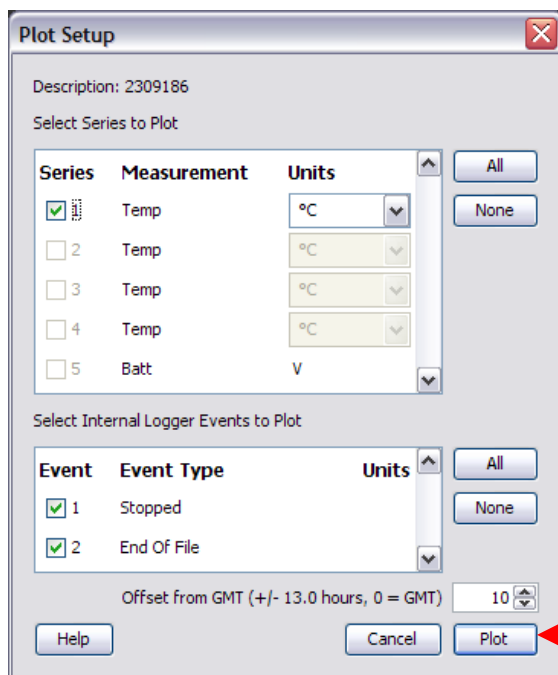 Plot Setup
Description: 2309186
Select Series to Plot
Series Measurement Units All
1 Temp °C None
2 Temp °C
3 Temp °C
4 Temp °C
5 Batt V
Select Internal Logger Events to Plot
Event Event Type Units All
1 Stopped None
2 End Of File
Offset from GMT (+/- 13.0 hours, 0 = GMT) 10
Help Cancel Plot